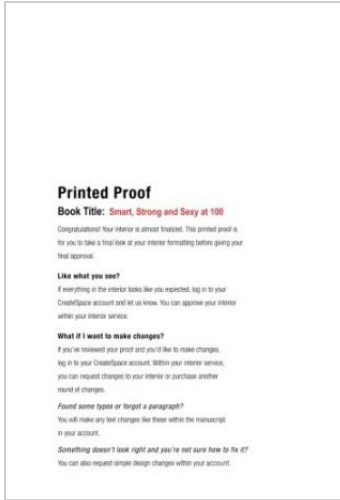 Printed Proof
Book Title: Smart, Strong and Sexy at 100
Congratulations! Your interior is almost finalized. This printed proof is
for you to take a final look at your interior formatting before giving your
final approval.
Like what you see?
If everything in the interior looks like you expected, log in to your
CreateSpace account and let us know. You can approve your interior
within your interior service.
What if I want to make changes?
If you've reviewed your proof and you'd like to make changes,
log in to your CreateSpace account. Within your interior service,
you can request changes to your interior or purchase another
round of changes.
Found some typos or forgot a paragraph?
You will make any text changes like these within the manuscript
in your account.
Something doesn't look right and you're not sure how to fix it?
You can also request simple design changes within your account.